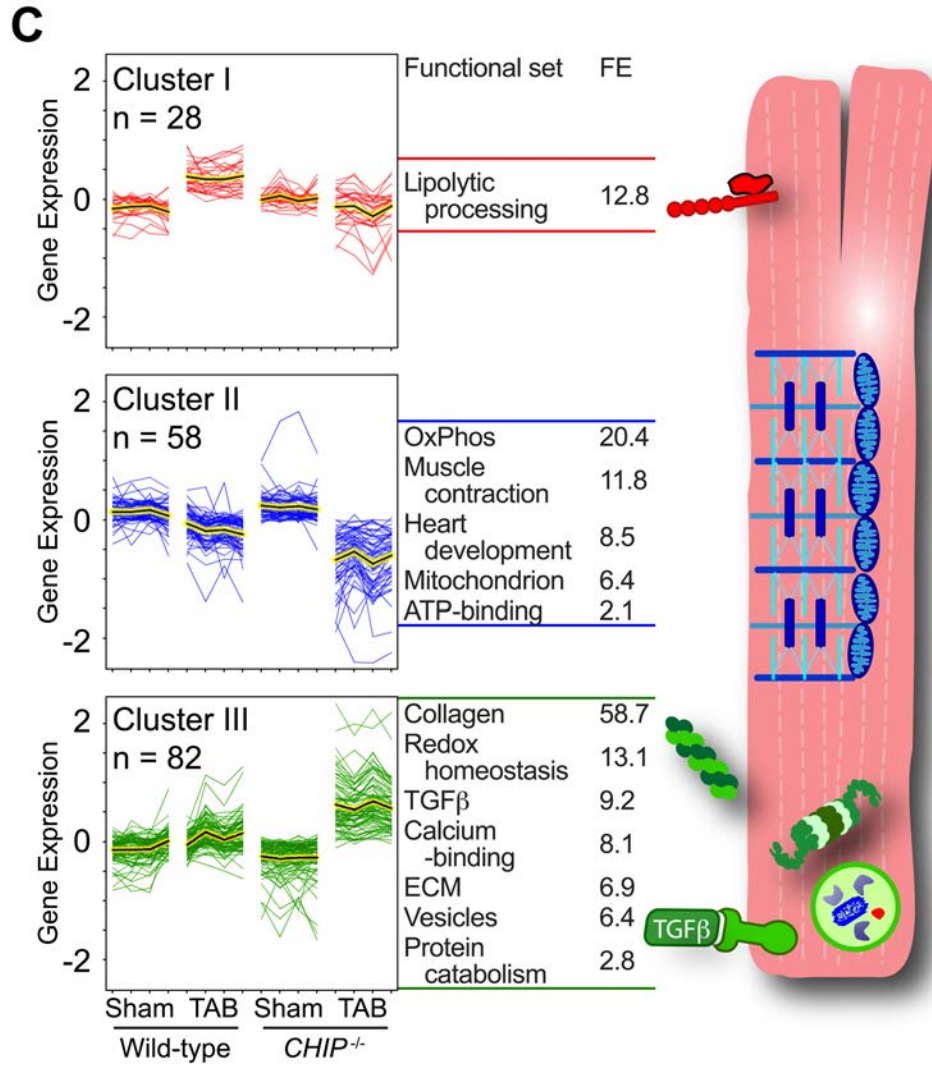 C
Cluster I
n = 28
Functional set FE
Gene Expression
2
0
-2
Lipolytic
processing 12.8
Cluster II
n = 58
Gene Expression
2
0
-2
OxPhos 20.4
Muscle
contraction 11.8
Heart
development 8.5
Mitochondrion 6.4
ATP-binding 2.1
Cluster III
n = 82
Gene Expression
2
0
-2
Collagen 58.7
Redox
homeostasis 13.1
TGFβ 9.2
Calcium
-binding 8.1
ECM 6.9
Vesicles 6.4
Protein
catabolism 2.8
TGFβ
Sham TAB Sham TAB
Wild-type CHIP-/-